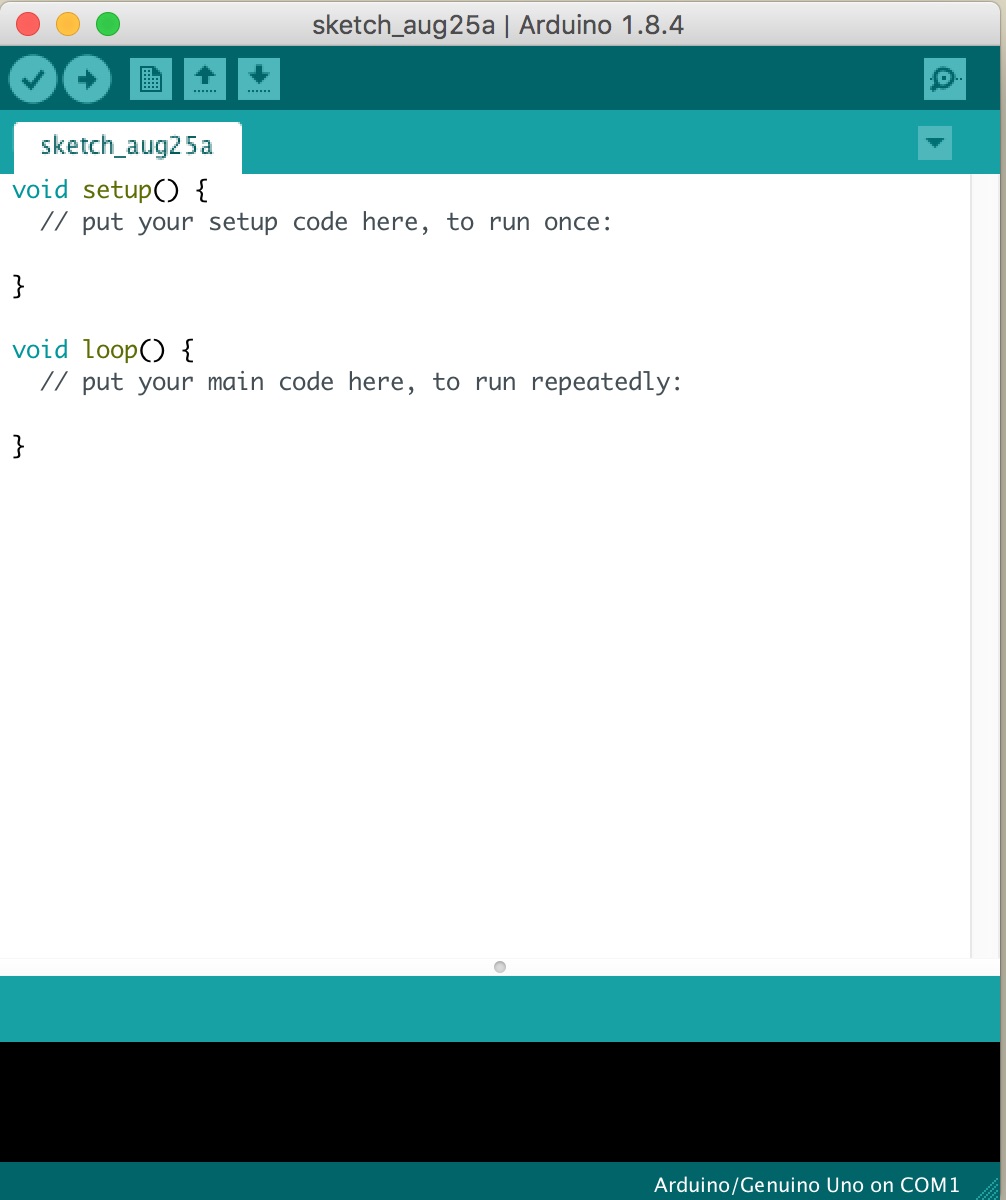 sketch_aug25a | Arduino 1.8.4
sketch_aug25a
void setup() {
  // put your setup code here, to run once:

}

void loop() {
  // put your main code here, to run repeatedly:

}
Arduino/Genuino Uno on COM1